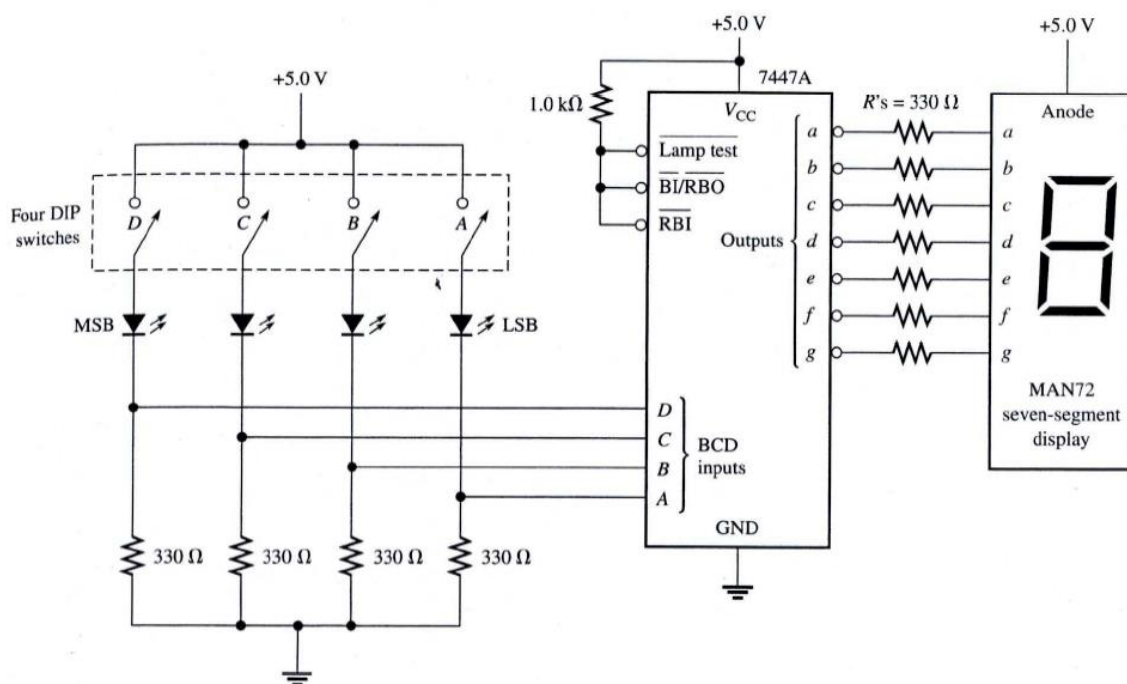 +5.0 V
+5.0 V
+5.0 V
7447A
1.0 kΩ
V_CC
R's = 330 Ω
Anode
Lamp test
BI/RBO
RBI
Outputs
a
b
c
d
e
f
g
a
b
c
d
e
f
g
Four DIP
switches
D
C
B
A
MSB
LSB
MAN72
seven-segment
display
D
C
B
A
BCD
inputs
GND
330 Ω
330 Ω
330 Ω
330 Ω